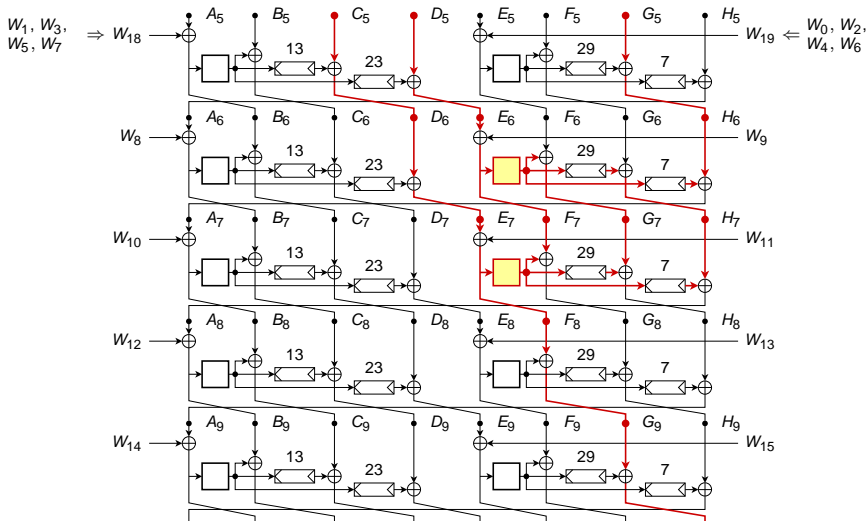 A5 B5 C5 D5 E5 F5 G5 H5
W1, W3,
W5, W7
⇒ W18
W19 ⇐
W0, W2,
W4, W6
13 23 29 7
A6 B6 C6 D6 E6 F6 G6 H6
W8 W9
13 23 29 7
A7 B7 C7 D7 E7 F7 G7 H7
W10 W11
13 23 29 7
A8 B8 C8 D8 E8 F8 G8 H8
W12 W13
13 23 29 7
A9 B9 C9 D9 E9 F9 G9 H9
W14 W15
13 23 29 7